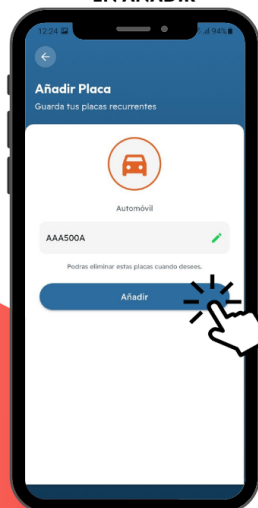 EN AÑADIR
12:24
94%
Añadir Placa
Guarda tus placas recurrentes
Automóvil
AAA500A
Podras eliminar estas placas cuando desees.
Añadir